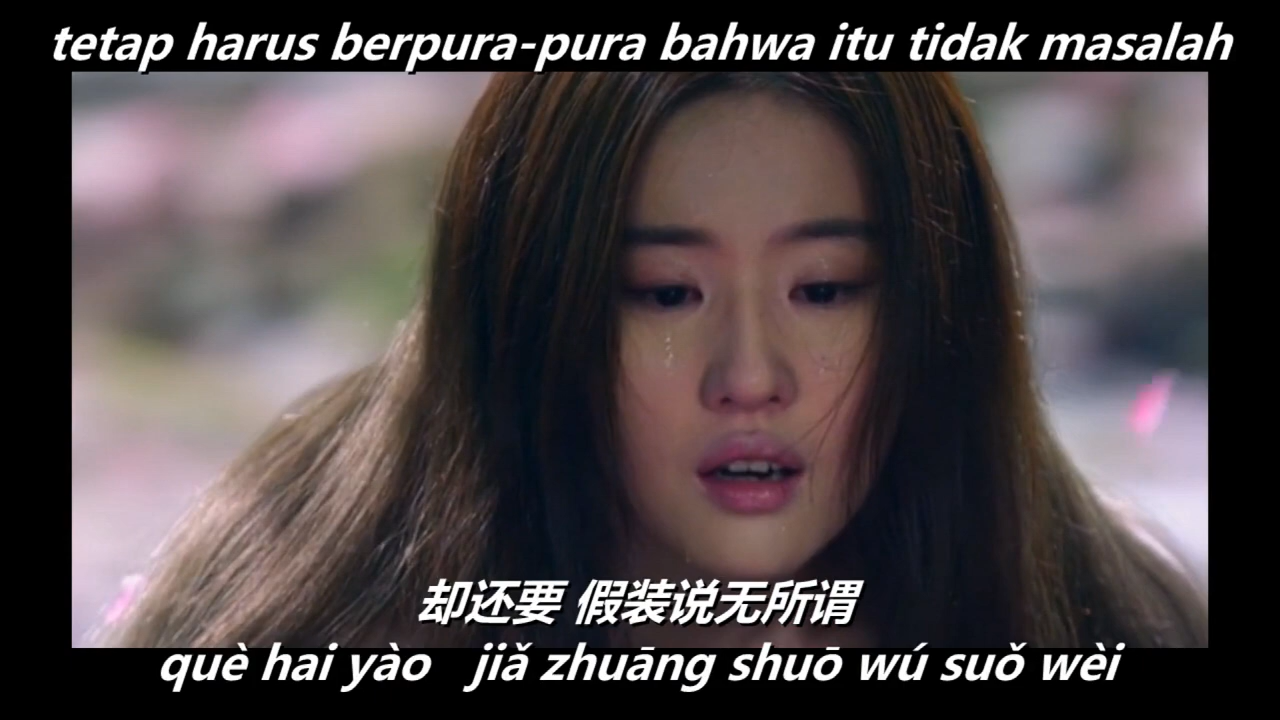 tetap harus berpura-pura bahwa itu tidak masalah
却还要 假装说无所谓
què hai yào jiǎ zhuāng shuō wú suǒ wèi